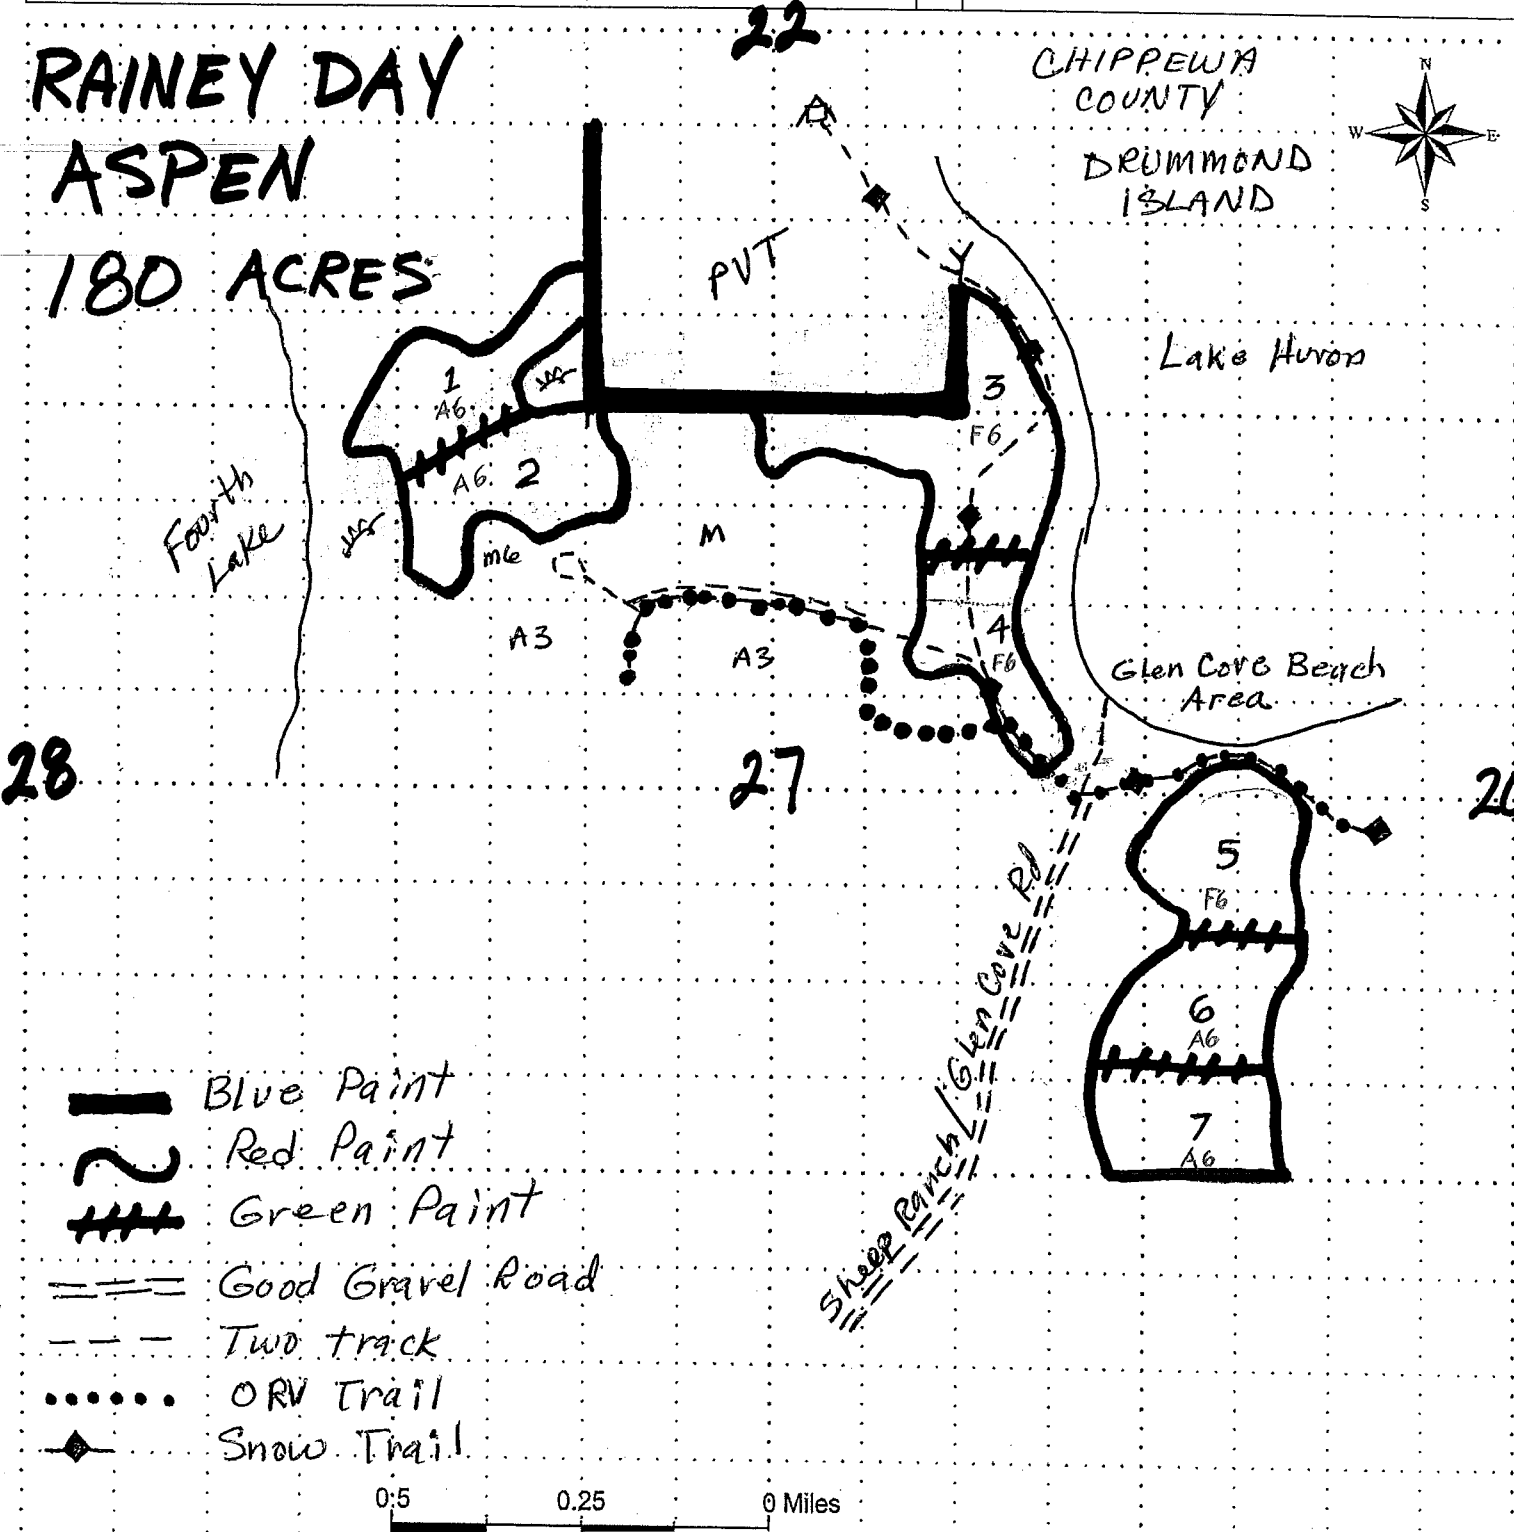 22
RAINEY DAY
ASPEN
180 ACRES
CHIPPEWA
COUNTY
DRUMMOND
ISLAND
N
W
E
S
PVT
Lake Huron
1
A6
3
F6
A6 2
Fourth
Lake
M
M6
A3
A3
4
F6
Glen Cove Beach
Area
28
27
5
F6
6
A6
7
A6
Sheep Ranch / Glen Cove Rd
Blue Paint
Red Paint
Green Paint
Good Gravel Road
Two track
ORV Trail
Snow Trail
0.5 0.25 0 Miles